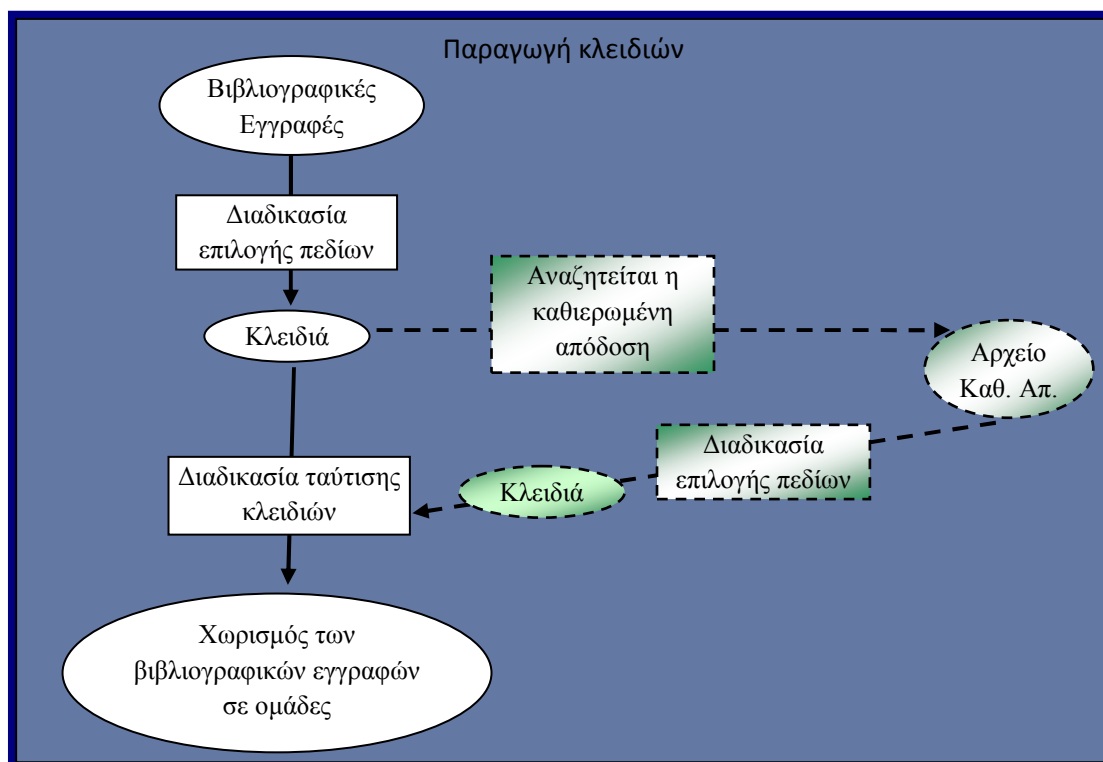 Παραγωγή κλειδιών
Βιβλιογραφικές
Εγγραφές
Διαδικασία
επιλογής πεδίων
Κλειδιά
Αναζητείται η
καθιερωμένη
απόδοση
Αρχείο
Καθ. Απ.
Διαδικασία
επιλογής πεδίων
Κλειδιά
Διαδικασία ταύτισης
κλειδιών
Χωρισμός των
βιβλιογραφικών εγγραφών
σε ομάδες